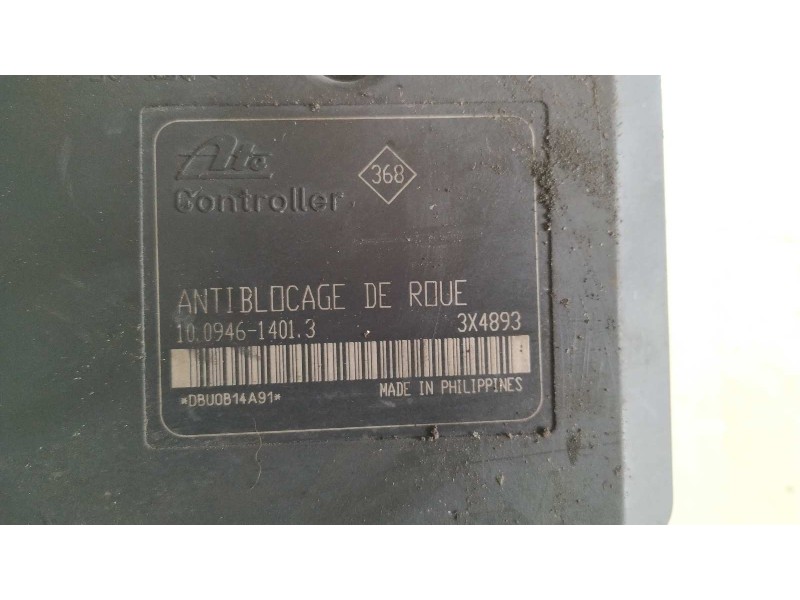 Ate
Controller
368
ANTIBLOCAGE DE ROUE
10.0946-1401.3
3X4893
*DBU0B14A91*
MADE IN PHILIPPINES